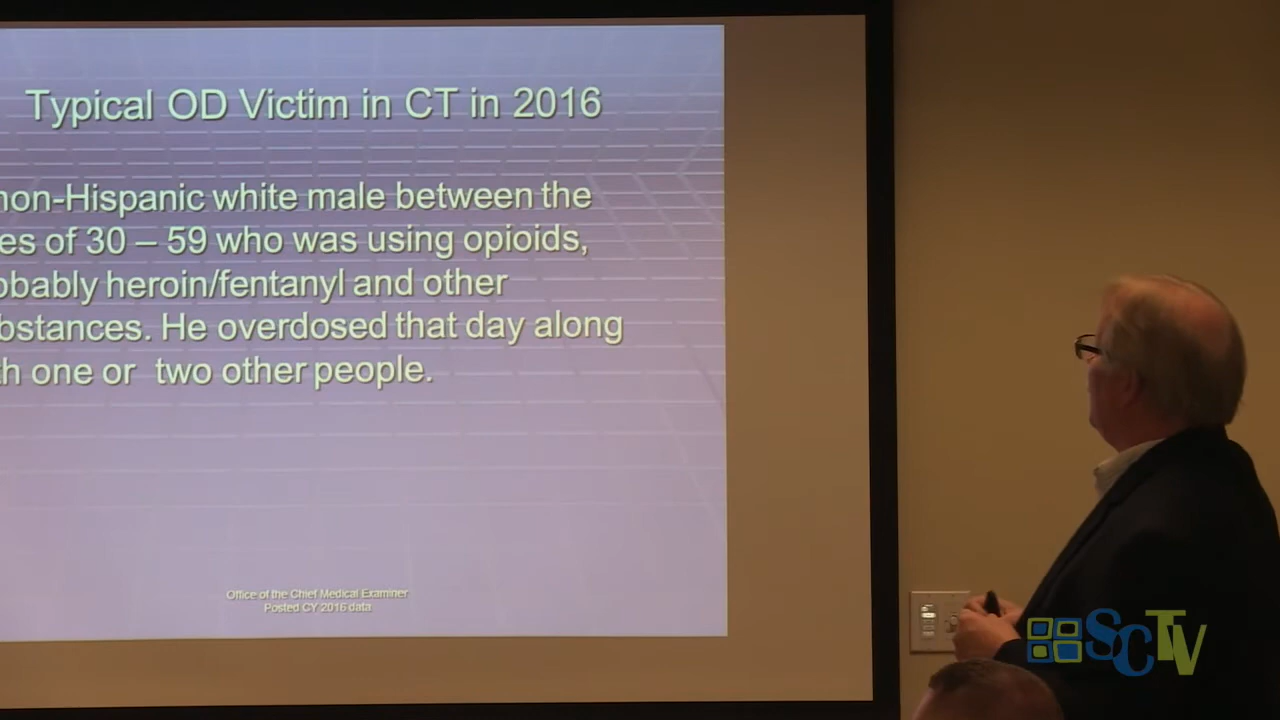 Typical OD Victim in CT in 2016
non-Hispanic white male between the
es of 30 – 59 who was using opioids,
obably heroin/fentanyl and other
bstances. He overdosed that day along
h one or two other people.
Office of the Chief Medical Examiner
Posted CY 2016 data
SCTV